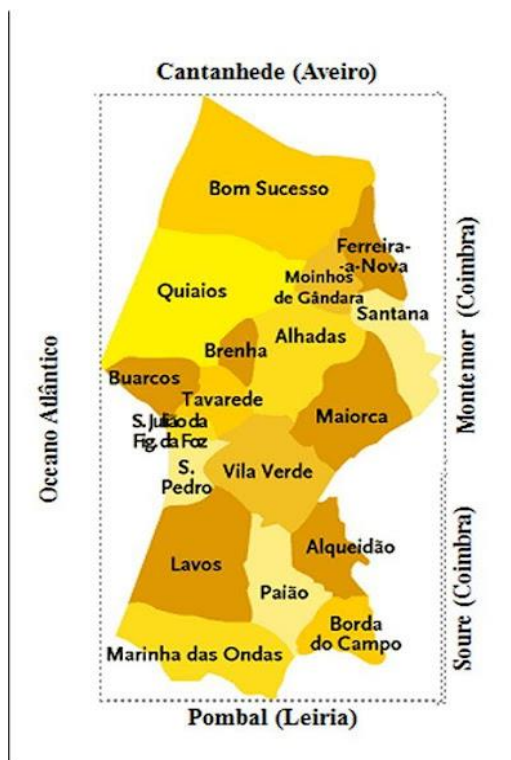 Cantanhede (Aveiro)
Bom Sucesso
Ferreira-
-a-Nova
Moinhos
de Gândara
Quiaios
Santana
Alhadas
Brenha
Buarcos
Tavarede
Maiorca
S. Julião da
Fig. da Foz
S.
Pedro
Vila Verde
Alqueidão
Lavos
Paião
Borda
do Campo
Marinha das Ondas
Pombal (Leiria)
Oceano Atlântico
Montemor (Coimbra)
Soure (Coimbra)